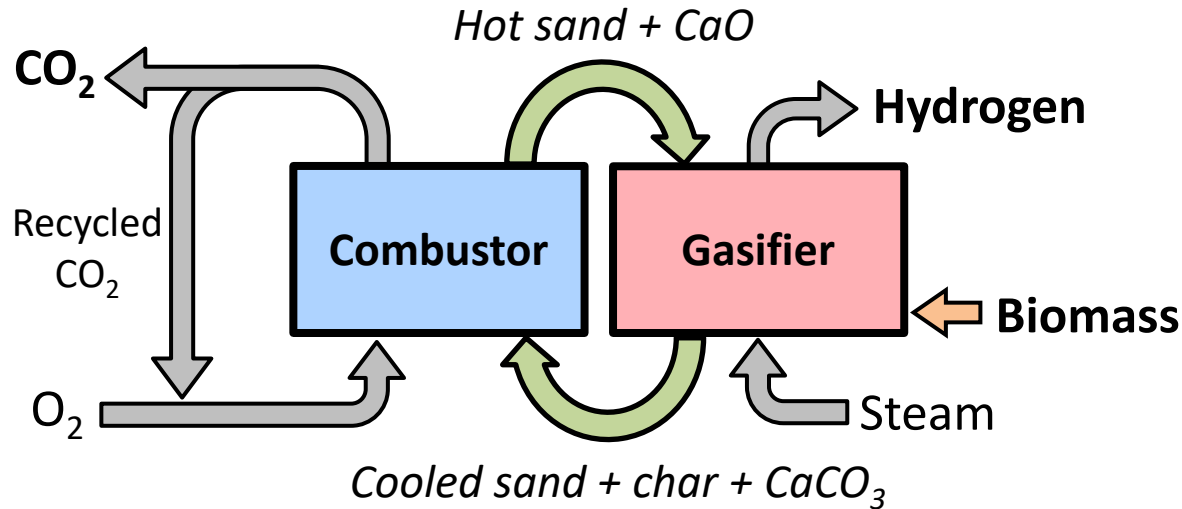 Hot sand + CaO
CO₂
Hydrogen
Recycled
CO₂
Combustor
Gasifier
Biomass
O₂
Steam
Cooled sand + char + CaCO₃